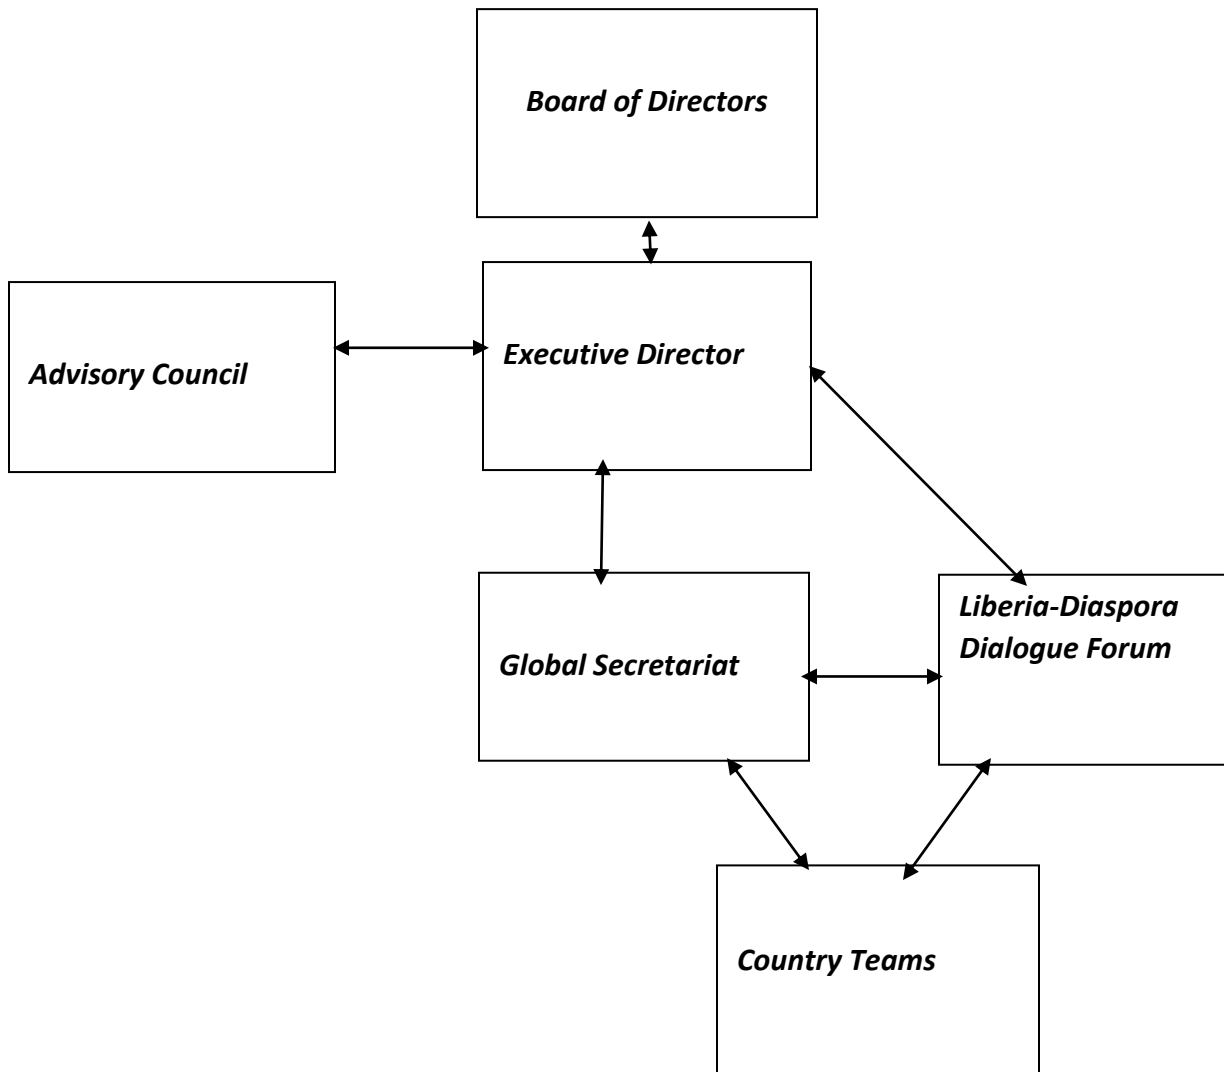 Board of Directors
Advisory Council
Executive Director
Global Secretariat
Liberia-Diaspora
Dialogue Forum
Country Teams